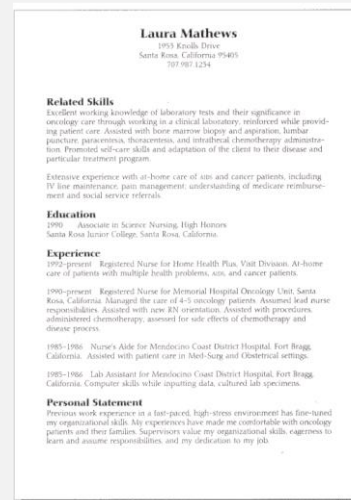 Laura Mathews
1953 Knolls Drive
Santa Rosa, California 95405
707.987.1254
Related Skills
Excellent working knowledge of laboratory tests and their significance in
oncology care through working in a clinical laboratory, reinforced while provid-
ing patient care. Assisted with bone marrow biopsy and aspiration, lumbar
puncture, paracentesis, thoracentesis, and intrathecal chemotherapy administra-
tion. Promoted self-care skills and adaptation of the client to their disease and
particular treatment program.
Extensive experience with at-home care of AIDS and cancer patients, including
IV line maintenance, pain management, understanding of medicare reimburse-
ment and social service referrals.
Education
1990 Associate in Science Nursing, High Honors
Santa Rosa Junior College, Santa Rosa, California.
Experience
1992-present Registered Nurse for Home Health Plus, Visit Division. At-home
care of patients with multiple health problems, AIDS, and cancer patients.
1990-present Registered Nurse for Memorial Hospital Oncology Unit, Santa
Rosa, California. Managed the care of 4-5 oncology patients. Assumed lead nurse
responsibilities. Assisted with new RN orientation. Assisted with procedures,
administered chemotherapy, assessed for side effects of chemotherapy and
disease process.
1985-1986 Nurse's Aide for Mendocino Coast District Hospital, Fort Bragg,
California. Assisted with patient care in Med-Surg and Obstetrical settings.
1985-1986 Lab Assistant for Mendocino Coast District Hospital, Fort Bragg,
California. Computer skills while inputting data, cultured lab specimens.
Personal Statement
Previous work experience in a fast-paced, high-stress environment has fine-tuned
my organizational skills. My experiences have made me comfortable with oncology
patients and their families. Supervisors value my organizational skills, eagerness to
learn and assume responsibilities, and my dedication to my job.